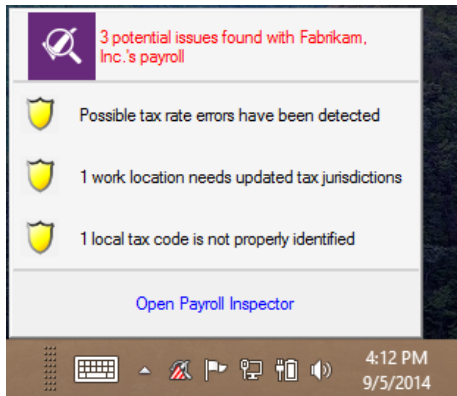 3 potential issues found with Fabrikam,
Inc.'s payroll
Possible tax rate errors have been detected
1 work location needs updated tax jurisdictions
1 local tax code is not properly identified
Open Payroll Inspector
4:12 PM
9/5/2014